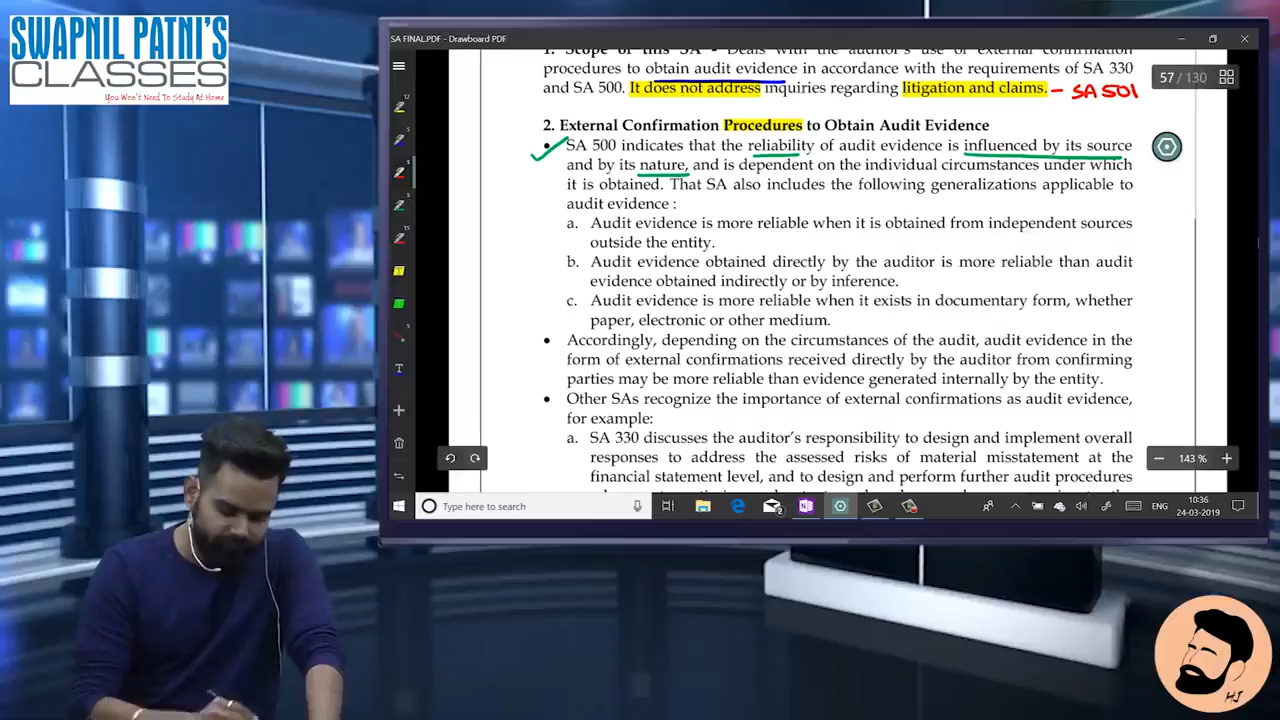 SWAPNIL PATNI'S
CLASSES
You Won't Need To Study At Home
SA FINAL.PDF - Drawboard PDF
1. Scope of this SA - Deals with the auditor's use of external confirmation
procedures to obtain audit evidence in accordance with the requirements of SA 330
and SA 500. It does not address inquiries regarding litigation and claims. - SA 501
57 / 130
2. External Confirmation Procedures to Obtain Audit Evidence
• SA 500 indicates that the reliability of audit evidence is influenced by its source
and by its nature, and is dependent on the individual circumstances under which
it is obtained. That SA also includes the following generalizations applicable to
audit evidence :
a. Audit evidence is more reliable when it is obtained from independent sources
outside the entity.
b. Audit evidence obtained directly by the auditor is more reliable than audit
evidence obtained indirectly or by inference.
c. Audit evidence is more reliable when it exists in documentary form, whether
paper, electronic or other medium.
• Accordingly, depending on the circumstances of the audit, audit evidence in the
form of external confirmations received directly by the auditor from confirming
parties may be more reliable than evidence generated internally by the entity.
• Other SAs recognize the importance of external confirmations as audit evidence,
for example:
a. SA 330 discusses the auditor's responsibility to design and implement overall
responses to address the assessed risks of material misstatement at the
financial statement level, and to design and perform further audit procedures
143 %
Type here to search
ENG
10:36
24-03-2019
HJ